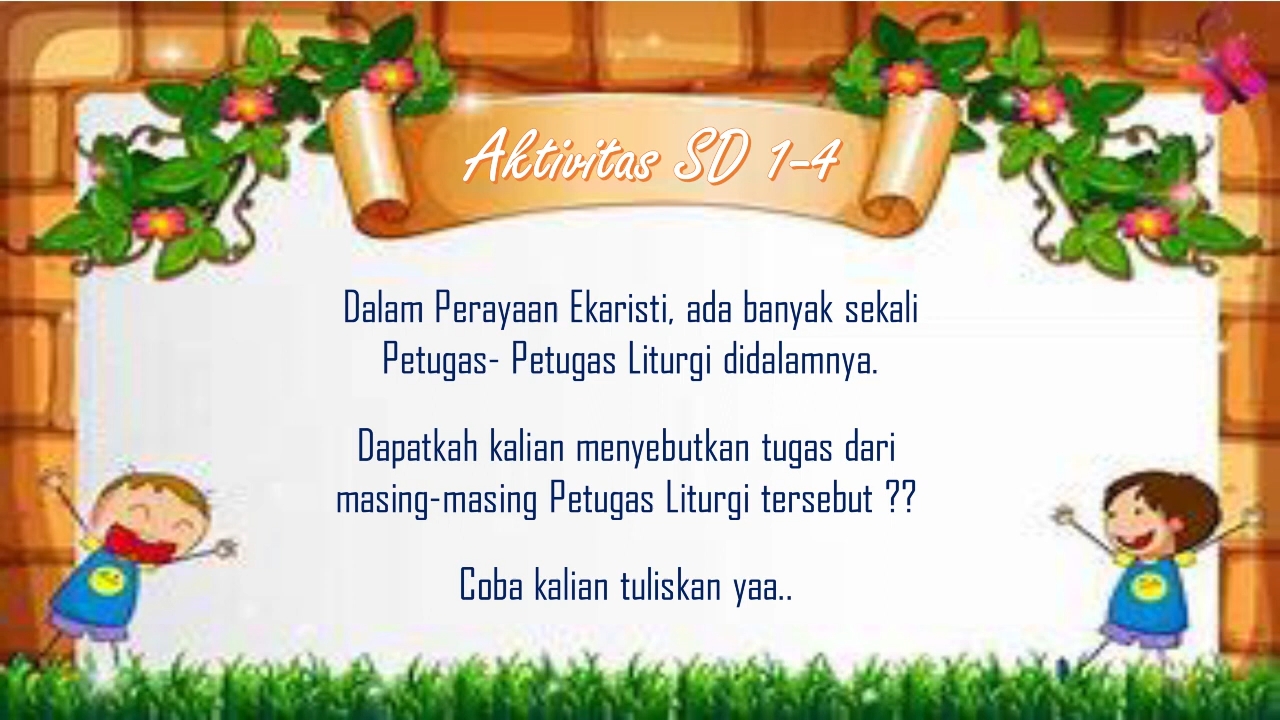 Aktivitas SD 1-4
Dalam Perayaan Ekaristi, ada banyak sekali
Petugas- Petugas Liturgi didalamnya.
Dapatkah kalian menyebutkan tugas dari
masing-masing Petugas Liturgi tersebut ??
Coba kalian tuliskan yaa..